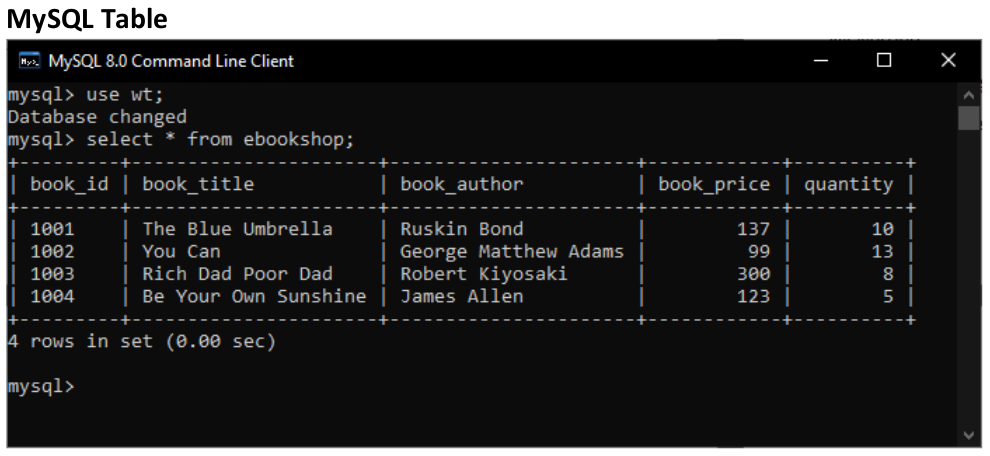 MySQL Table
MySQL 8.0 Command Line Client
mysql> use wt;
Database changed
mysql> select * from ebookshop;
+---------+----------------------+----------------------+------------+----------+
| book_id | book_title           | book_author          | book_price | quantity |
+---------+----------------------+----------------------+------------+----------+
| 1001    | The Blue Umbrella    | Ruskin Bond          |        137 |       10 |
| 1002    | You Can              | George Matthew Adams |         99 |       13 |
| 1003    | Rich Dad Poor Dad    | Robert Kiyosaki      |        300 |        8 |
| 1004    | Be Your Own Sunshine | James Allen          |        123 |        5 |
+---------+----------------------+----------------------+------------+----------+
4 rows in set (0.00 sec)
mysql>